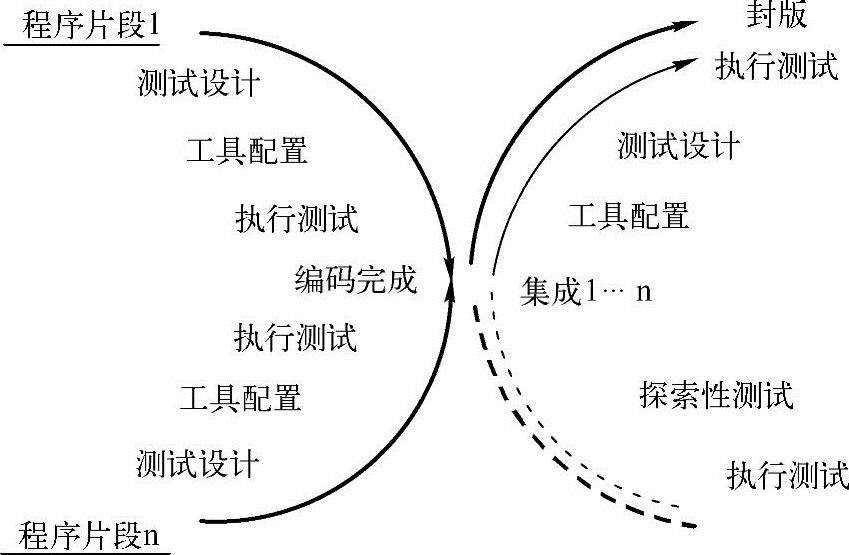 程序片段1
测试设计
工具配置
执行测试
编码完成
执行测试
工具配置
测试设计
程序片段n
封版
执行测试
测试设计
工具配置
集成1… n
探索性测试
执行测试